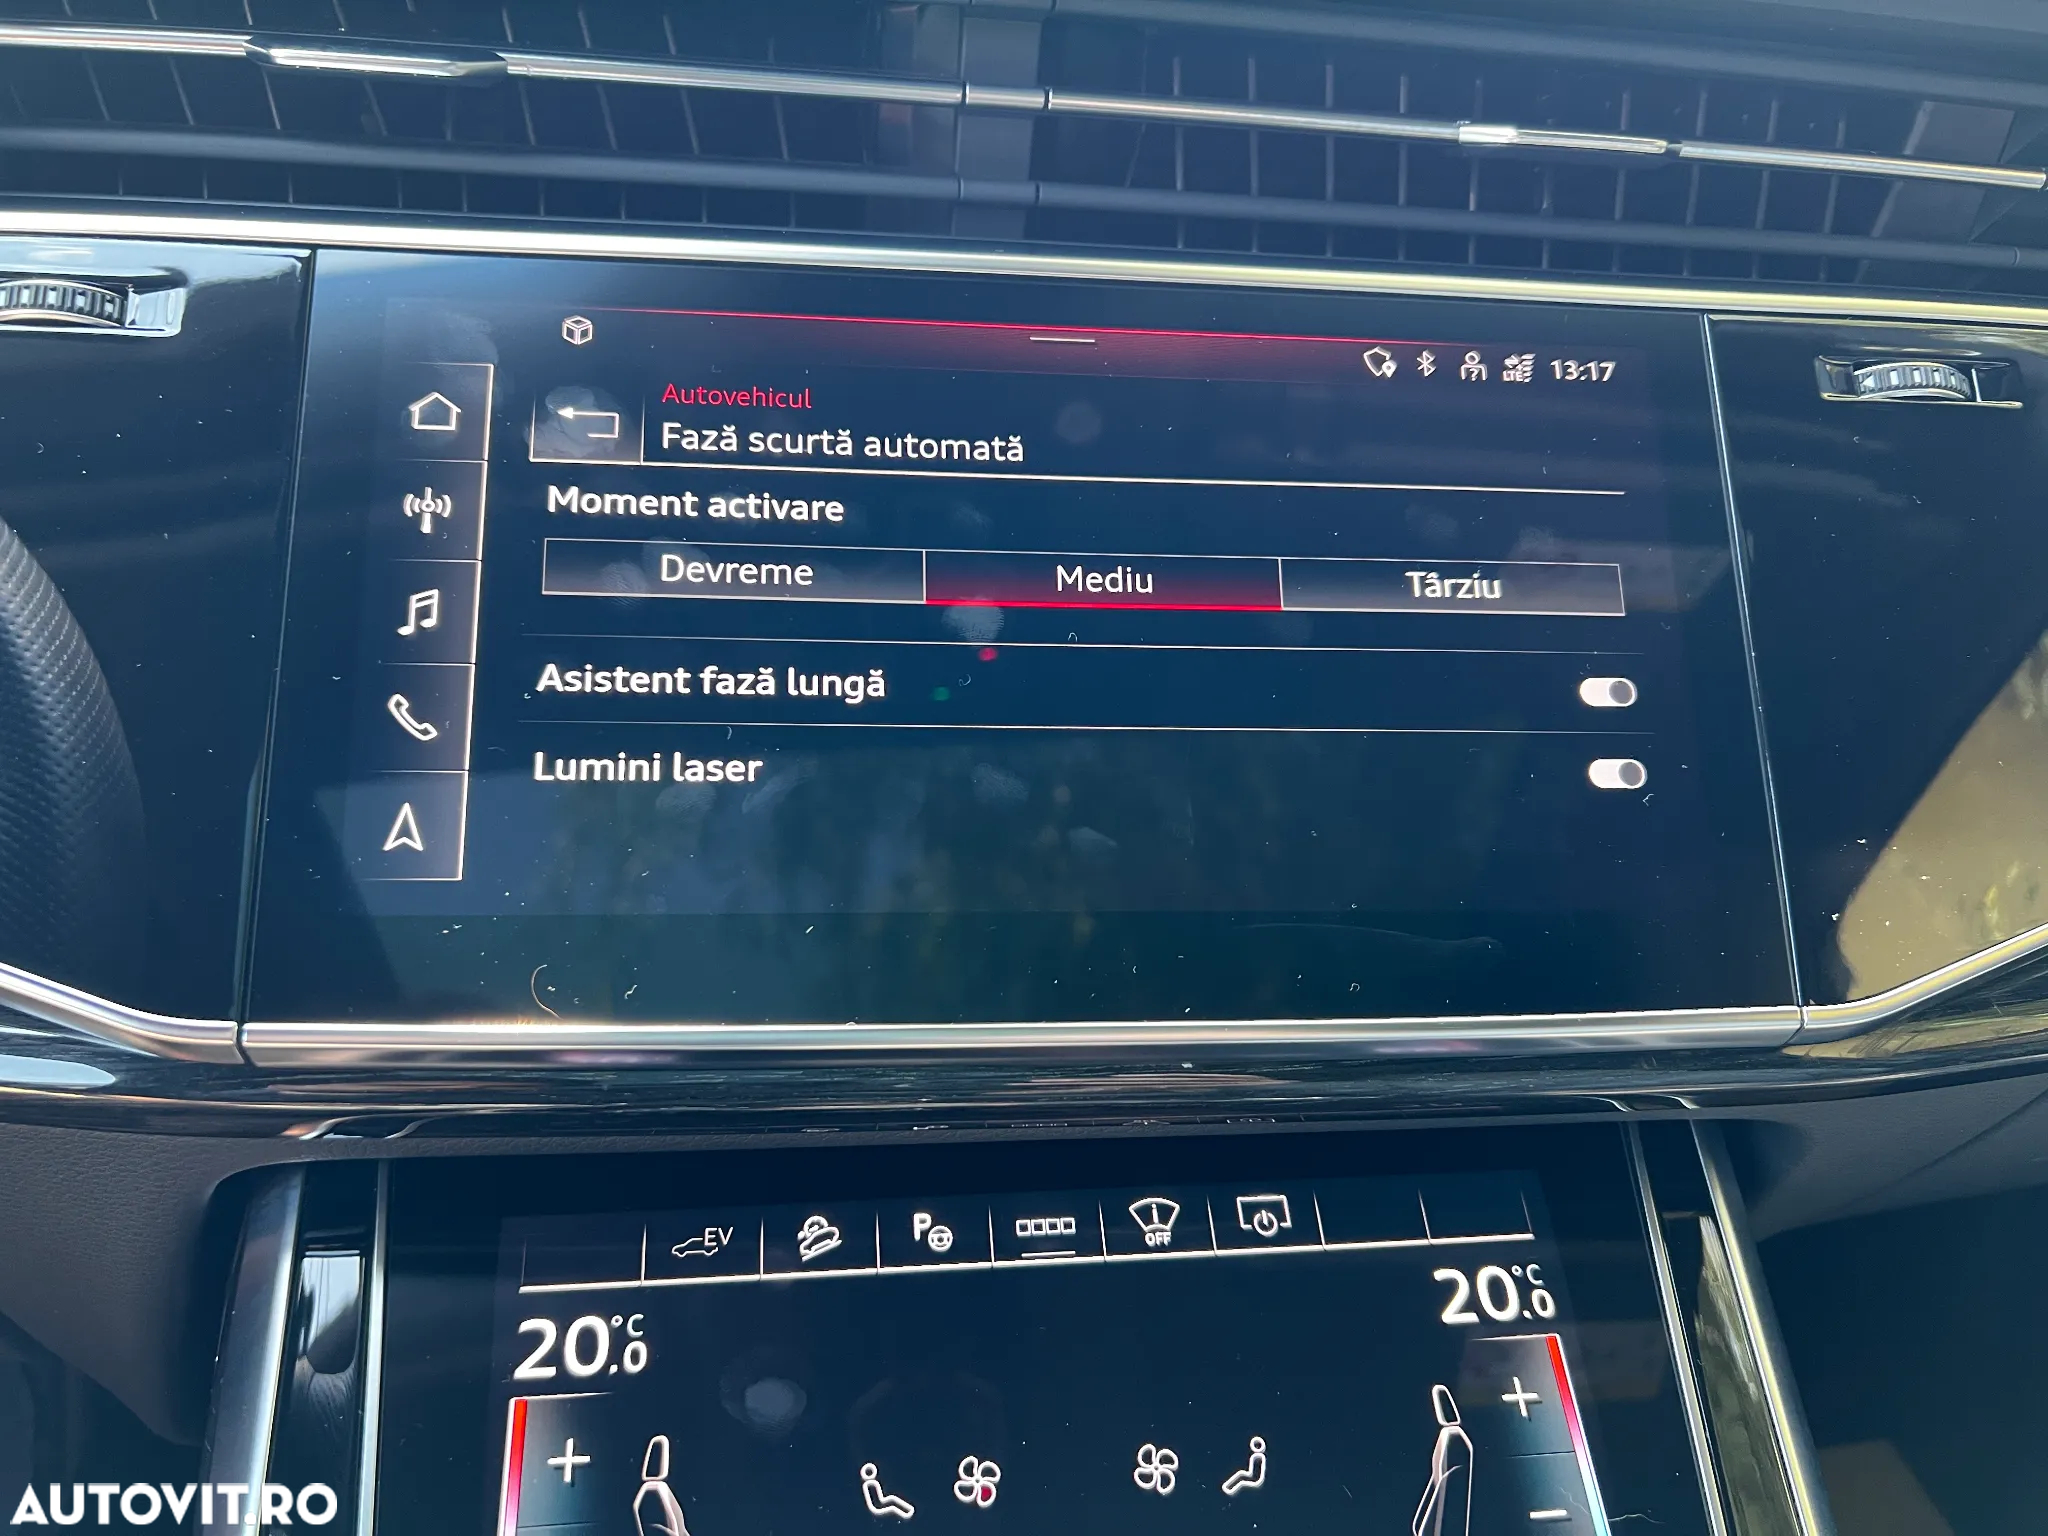 LTE
13:17
Autovehicul
Fază scurtă automată
Moment activare
Devreme
Mediu
Târziu
Asistent fază lungă
Lumini laser
EV
P
OFF
20.0 °C
20.0 °C
AUTOVIT.RO